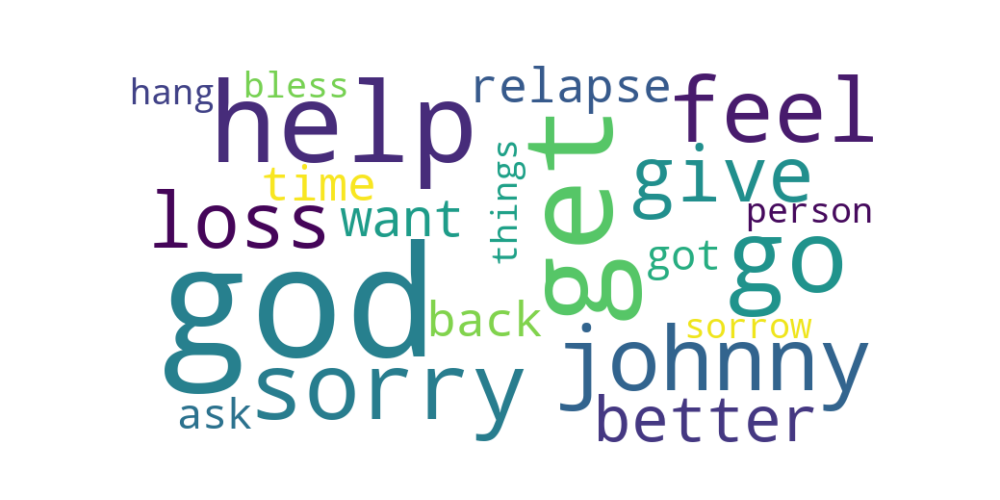 hang
bless
help
relapse
feel
time
things
get
give
loss
want
person
god
got
go
back
sorrow
sorry
johnny
ask
better